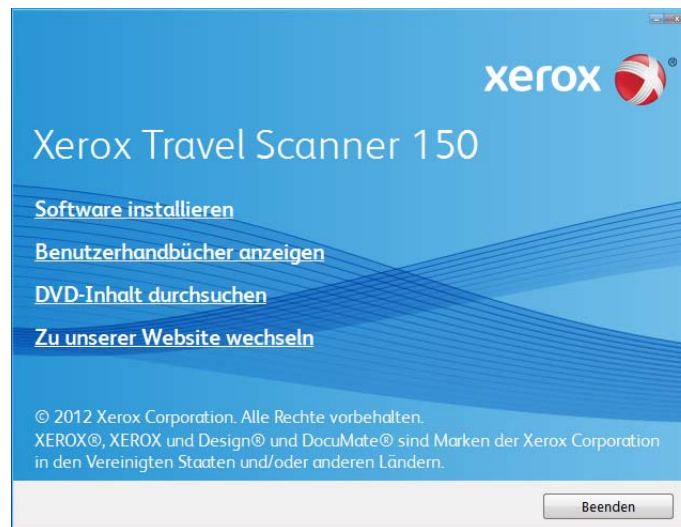 xerox ®
Xerox Travel Scanner 150
Software installieren
Benutzerhandbücher anzeigen
DVD-Inhalt durchsuchen
Zu unserer Website wechseln
© 2012 Xerox Corporation. Alle Rechte vorbehalten.
XEROX®, XEROX und Design® und DocuMate® sind Marken der Xerox Corporation
in den Vereinigten Staaten und/oder anderen Ländern.
Beenden